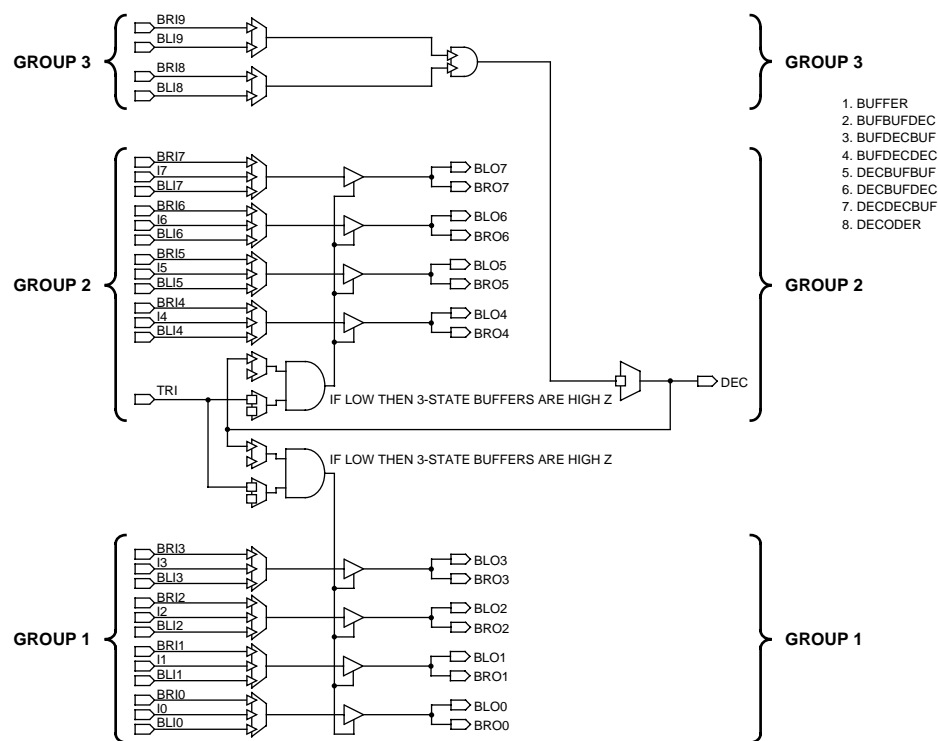 BRI9
BLI9
GROUP 3
GROUP 3
BRI8
BLI8
1. BUFFER
2. BUFBUFDEC
3. BUFDECBUF
4. BUFDECDEC
5. DECBUFBUF
6. DECBUFDEC
7. DECDECBUF
8. DECODER
BRI7
I7
BLI7
BLO7
BRO7
BRI6
I6
BLI6
BLO6
BRO6
BRI5
I5
BLI5
BLO5
BRO5
GROUP 2
GROUP 2
BRI4
I4
BLI4
BLO4
BRO4
TRI
DEC
IF LOW THEN 3-STATE BUFFERS ARE HIGH Z
IF LOW THEN 3-STATE BUFFERS ARE HIGH Z
BRI3
I3
BLI3
BLO3
BRO3
BRI2
I2
BLI2
BLO2
BRO2
GROUP 1
GROUP 1
BRI1
I1
BLI1
BLO1
BRO1
BRI0
I0
BLI0
BLO0
BRO0